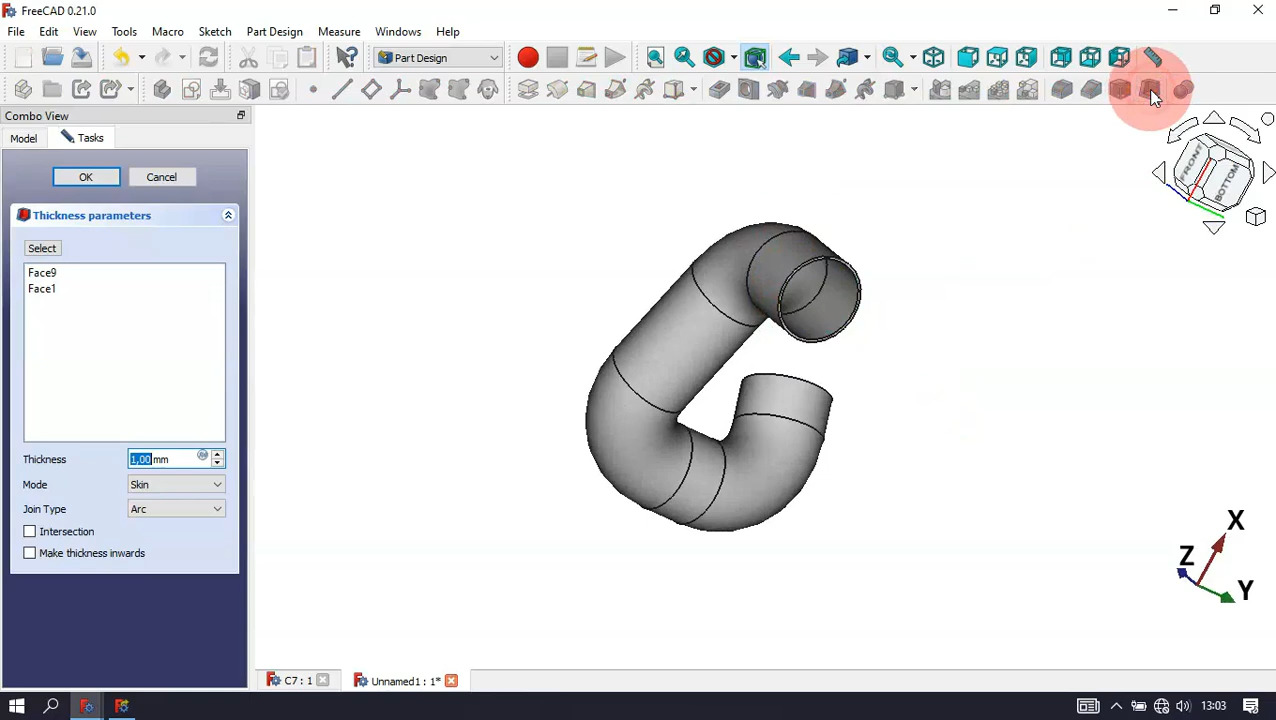 FreeCAD 0.21.0
File Edit View Tools Macro Sketch Part Design Measure Windows Help
Part Design
Combo View
Model Tasks
OK Cancel
Thickness parameters
Select
Face9
Face1
Thickness 1,00 mm
Mode Skin
Join Type Arc
Intersection
Make thickness inwards
FRONT
BOTTOM
X
Z
Y
C7 : 1 Unnamed1 : 1*
13:03